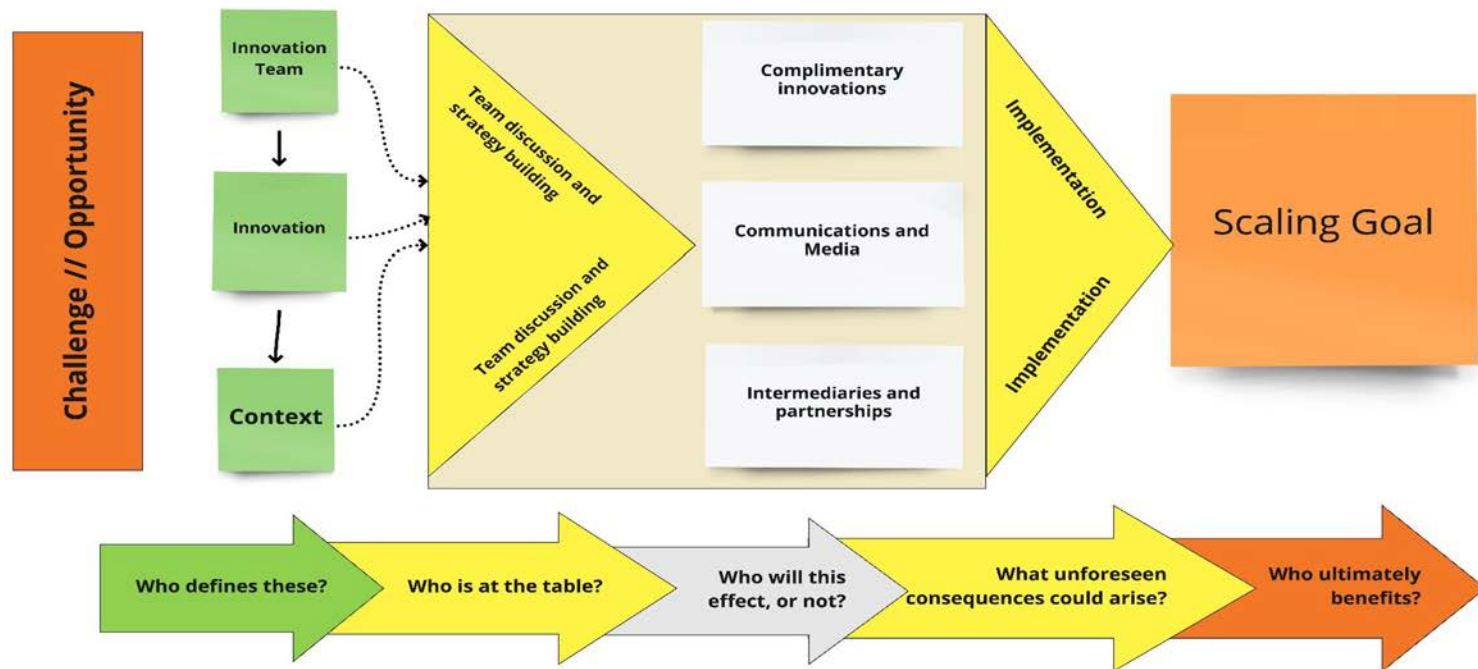 Challenge // Opportunity
Innovation
Team
Innovation
Context
Team discussion and
strategy building
Team discussion and
strategy building
Complimentary
innovations
Communications and
Media
Intermediaries and
partnerships
Implementation
Implementation
Scaling Goal
Who defines these?
Who is at the table?
Who will this
effect, or not?
What unforeseen
consequences could arise?
Who ultimately
benefits?